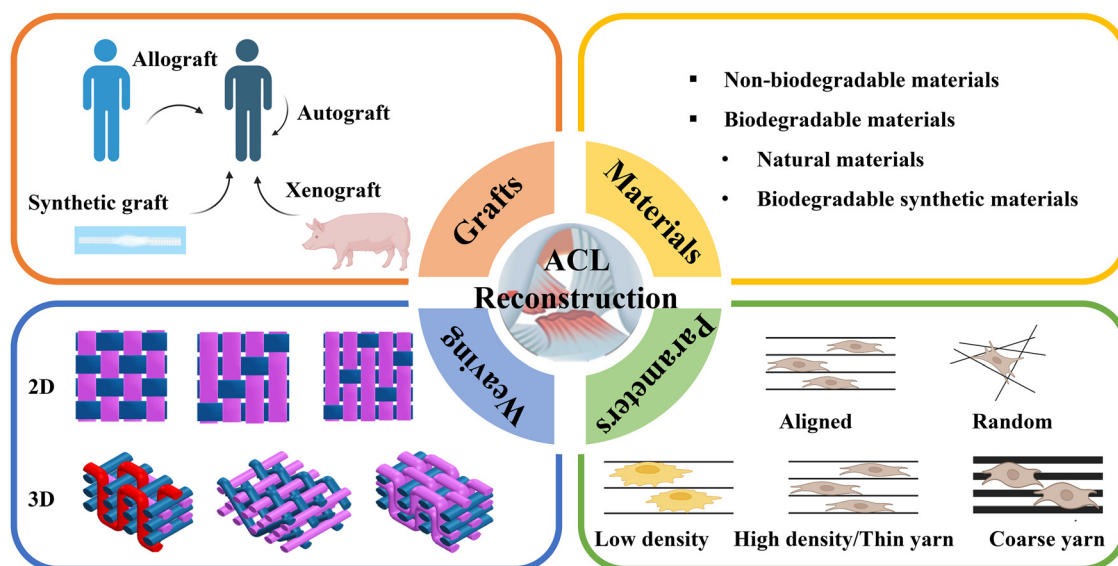 Allograft
Autograft
Synthetic graft
Xenograft
▪ Non-biodegradable materials
▪ Biodegradable materials
• Natural materials
• Biodegradable synthetic materials
Grafts
Materials
ACL
Reconstruction
Weaving
Parameters
2D
3D
Aligned
Random
Low density
High density/Thin yarn
Coarse yarn